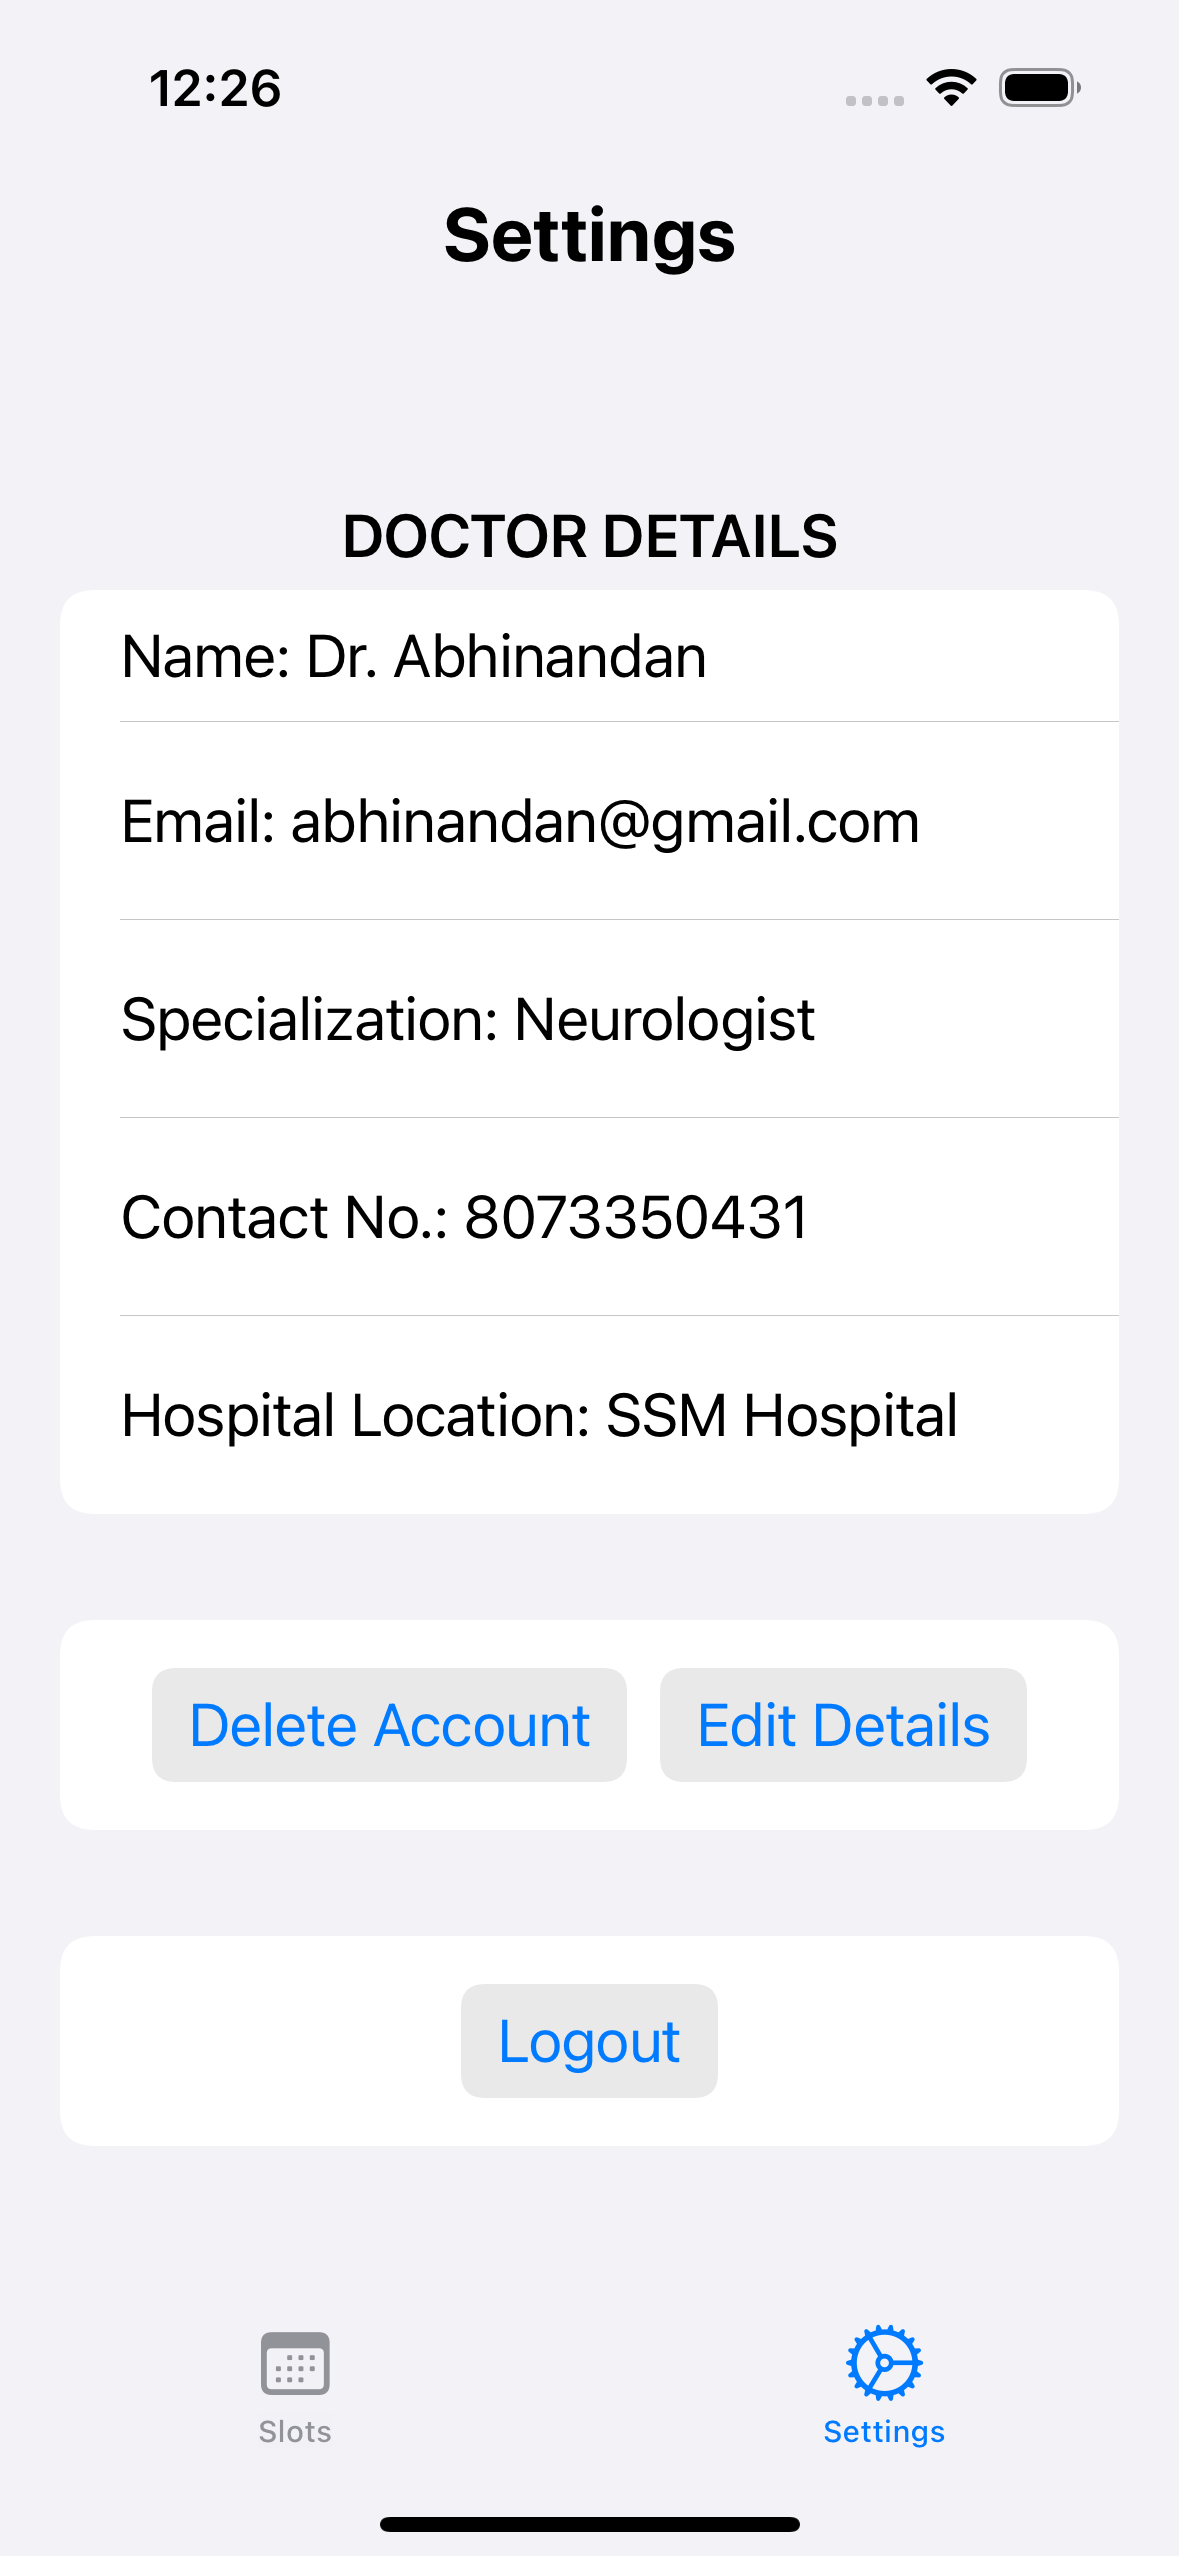 12:26
Settings
DOCTOR DETAILS
Name: Dr. Abhinandan
Email: abhinandan@gmail.com
Specialization: Neurologist
Contact No.: 8073350431
Hospital Location: SSM Hospital
Delete Account Edit Details
Logout
Slots Settings